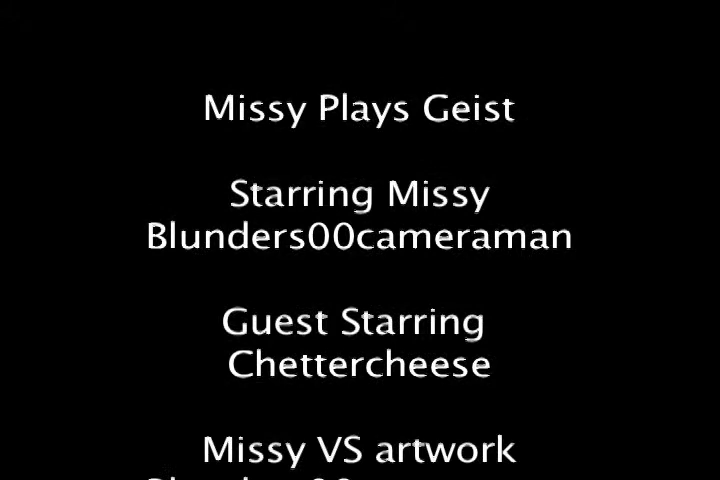 Missy Plays Geist
Starring Missy
Blunders00cameraman
Guest Starring
Chettercheese
Missy VS artwork